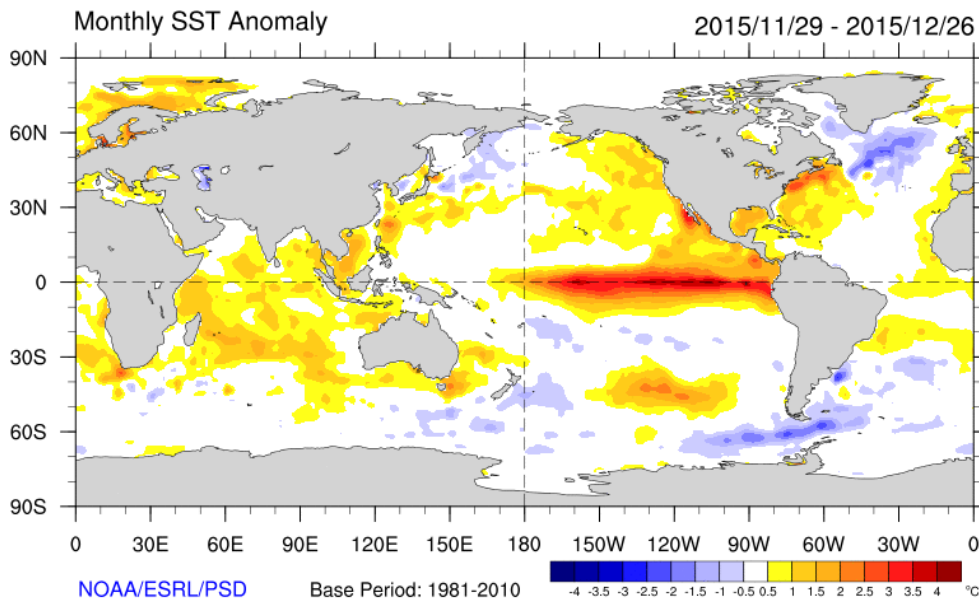 Monthly SST Anomaly 2015/11/29 - 2015/12/26
90N
60N
30N
0
30S
60S
90S
0 30E 60E 90E 120E 150E 180 150W 120W 90W 60W 30W 0
NOAA/ESRL/PSD Base Period: 1981-2010
-4 -3.5 -3 -2.5 -2 -1.5 -1 -0.5 0.5 1 1.5 2 2.5 3 3.5 4 °C